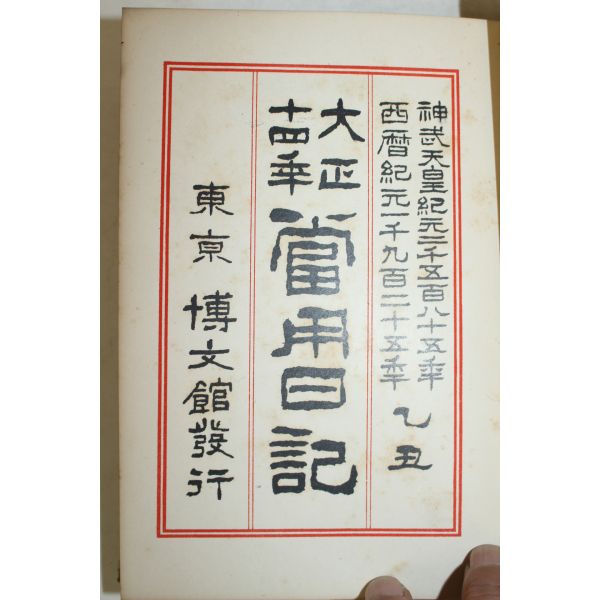 神武天皇紀元二千五百八十五年
西暦紀元一千九百二十五年
乙丑
大正
十四年
當用日記
東京 博文館發行